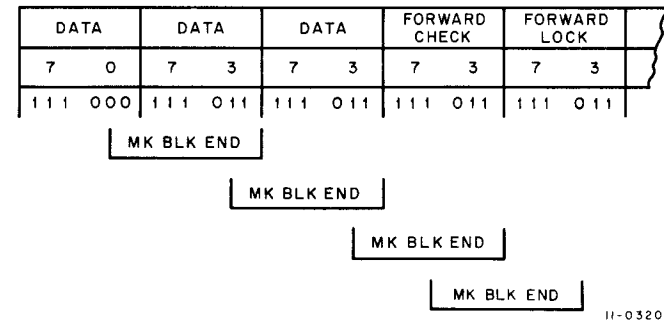 DATA DATA DATA FORWARD CHECK FORWARD LOCK
7 0 7 3 7 3 7 3 7 3
111 000 111 011 111 011 111 011 111 011
MK BLK END
MK BLK END
MK BLK END
MK BLK END
11-0320